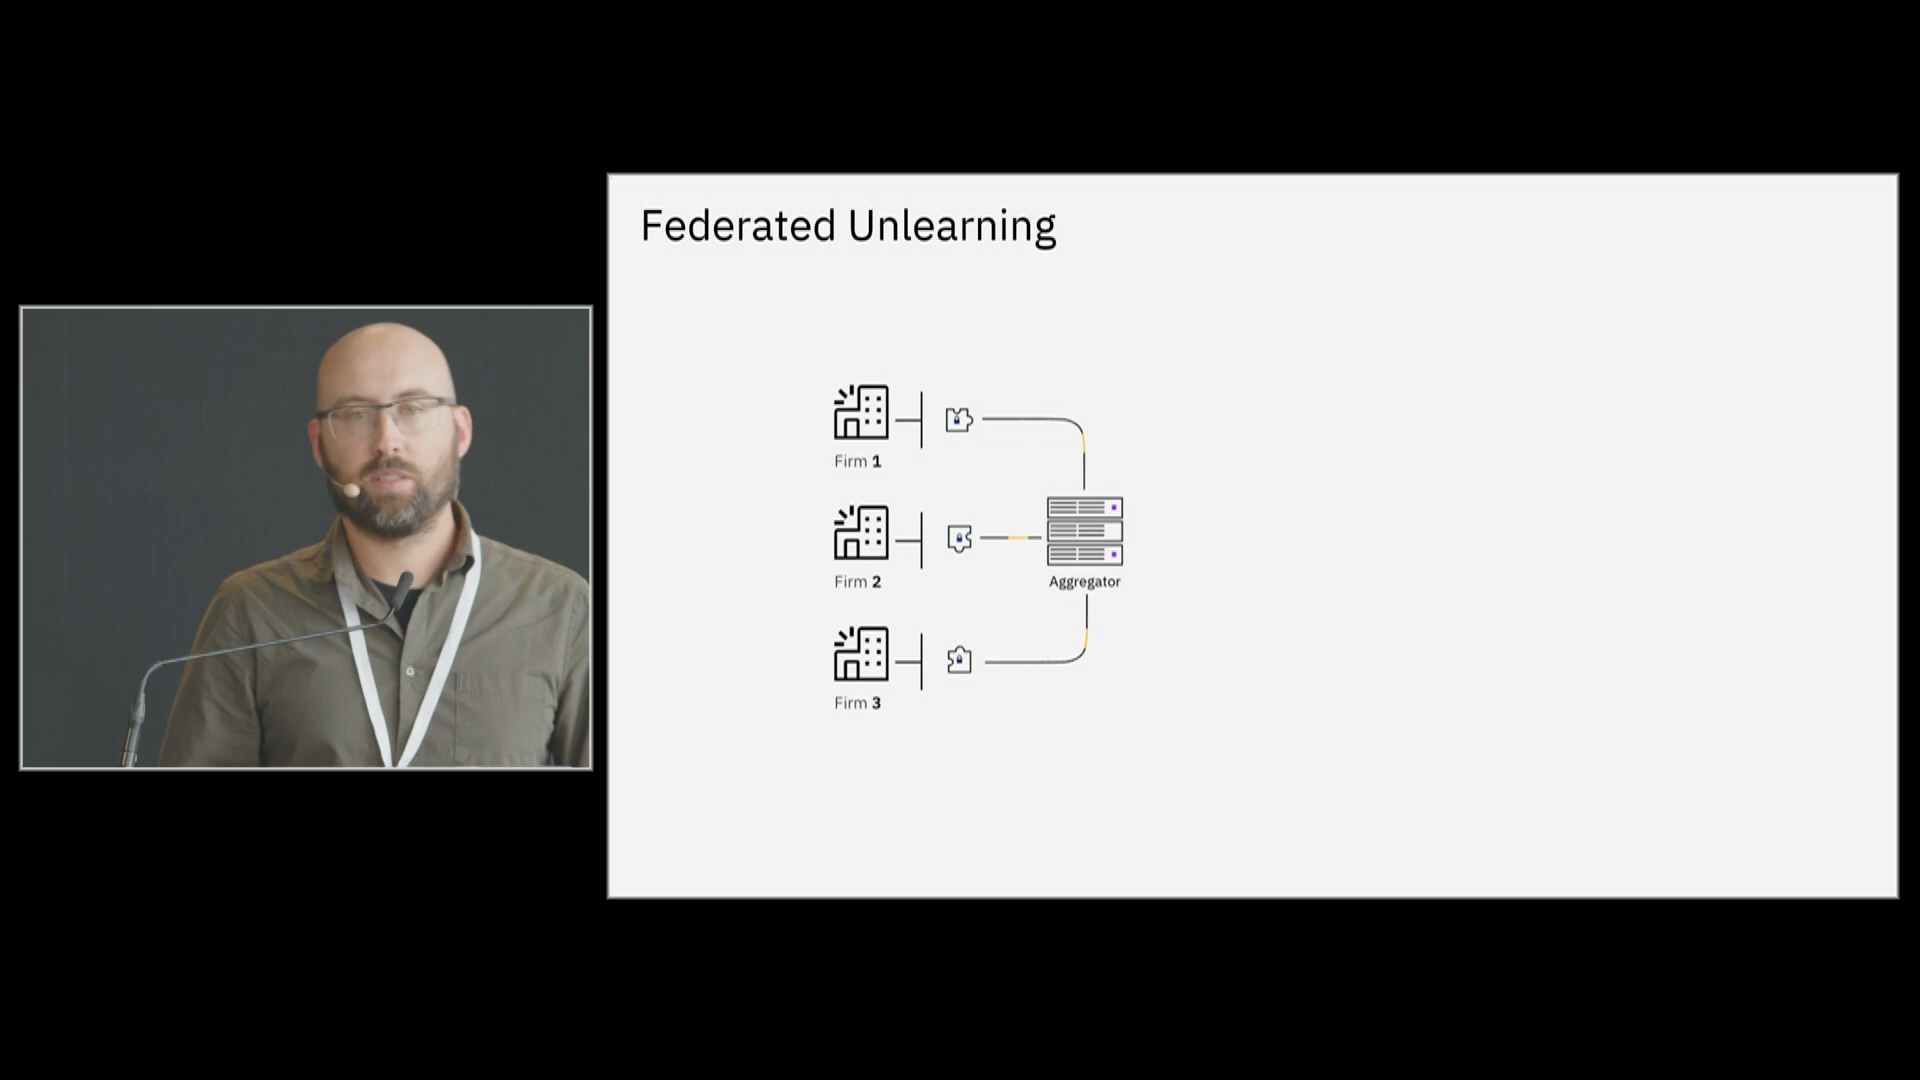 Federated Unlearning
Firm 1
Firm 2
Aggregator
Firm 3